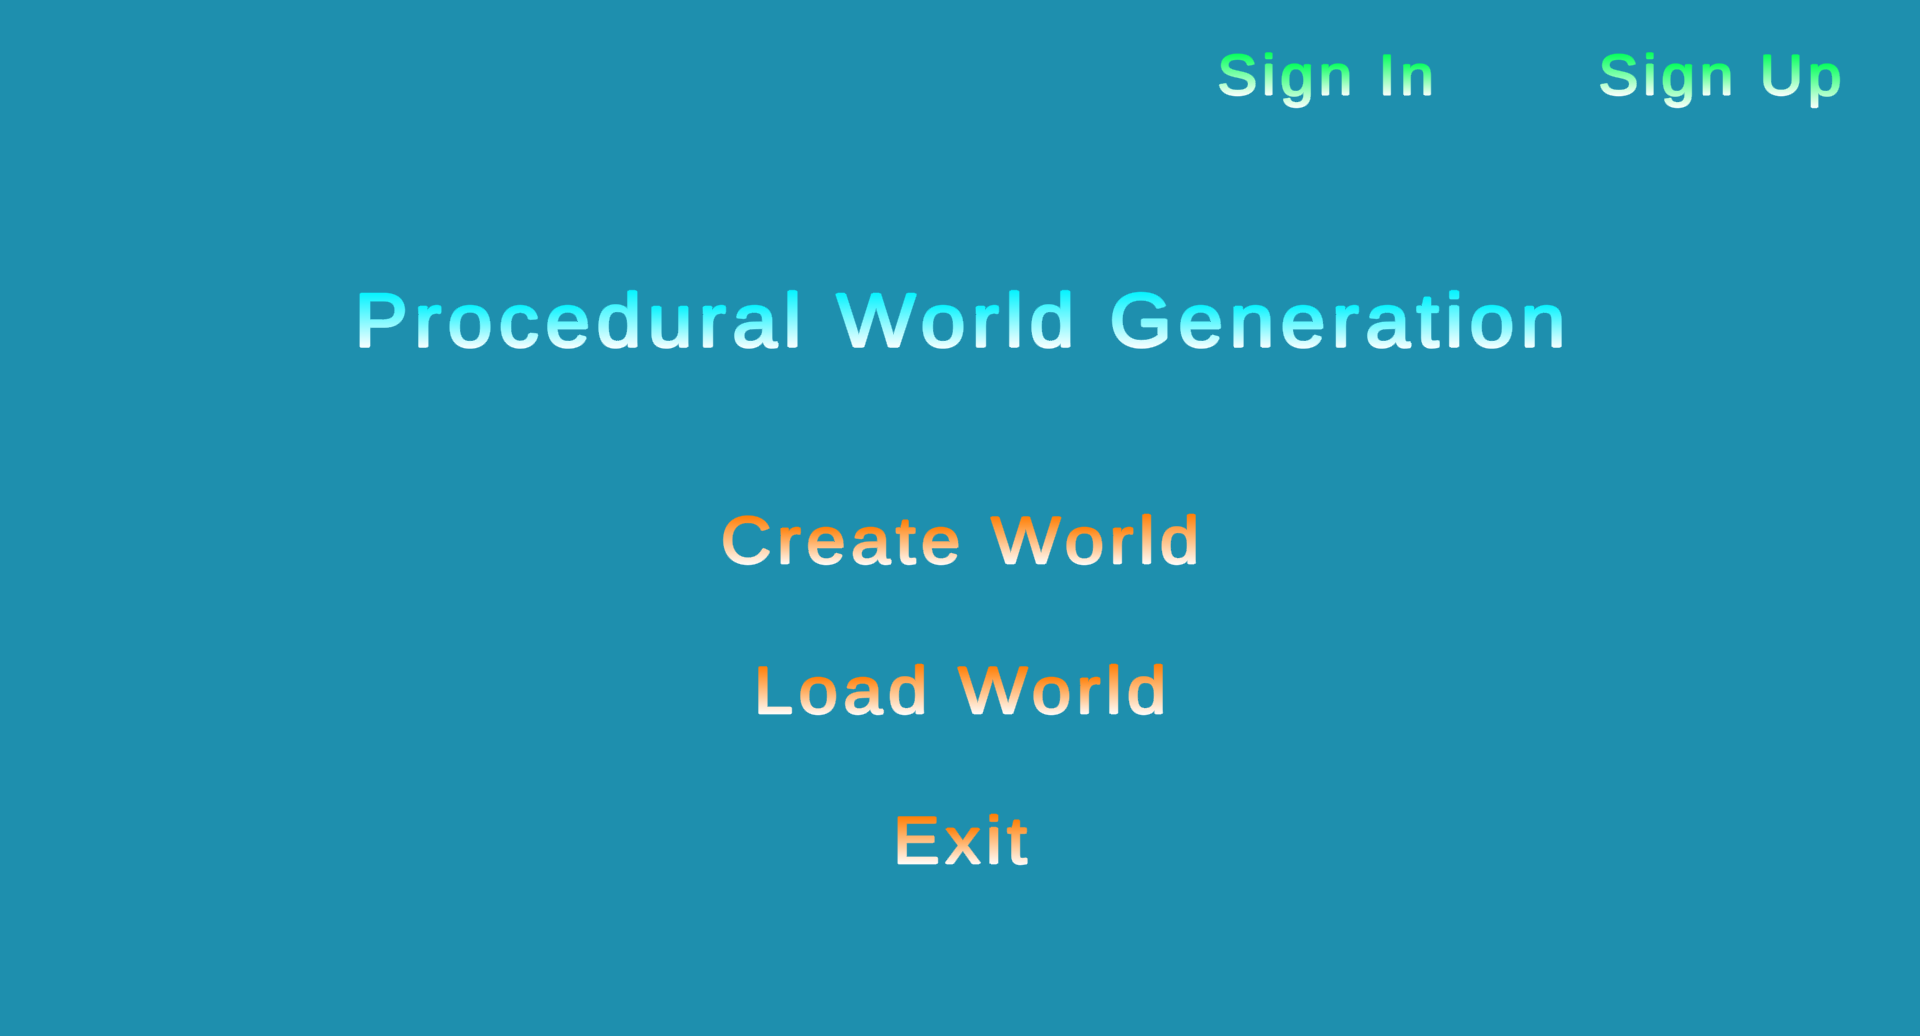 Sign In Sign Up
Procedural World Generation
Create World
Load World
Exit